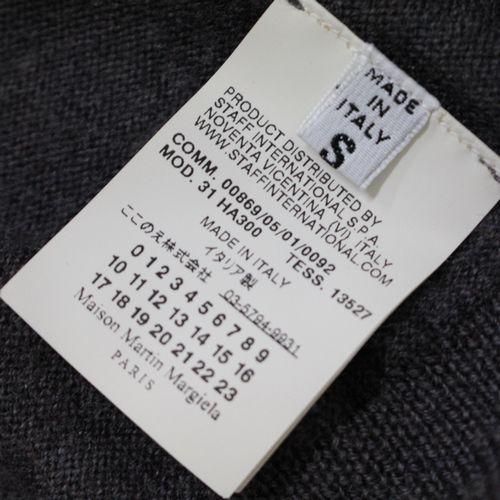 MADE
IN
ITALY
S
PRODUCT DISTRIBUTED BY
STAFF INTERNATIONAL S.P.A.
NOVENTA VICENTINA (VI) ITALY
WWW.STAFFINTERNATIONAL.COM
COMM. 00869/05/01/0092
MOD. 31 HA300 TESS. 13527
MADE IN ITALY
イタリア製
ここのえ株式会社 03-5794-9931
0 1 2 3 4 5 6 7 8 9
10 11 12 13 14 15 16
17 18 19 20 21 22 23
Maison Martin Margiela
PARIS